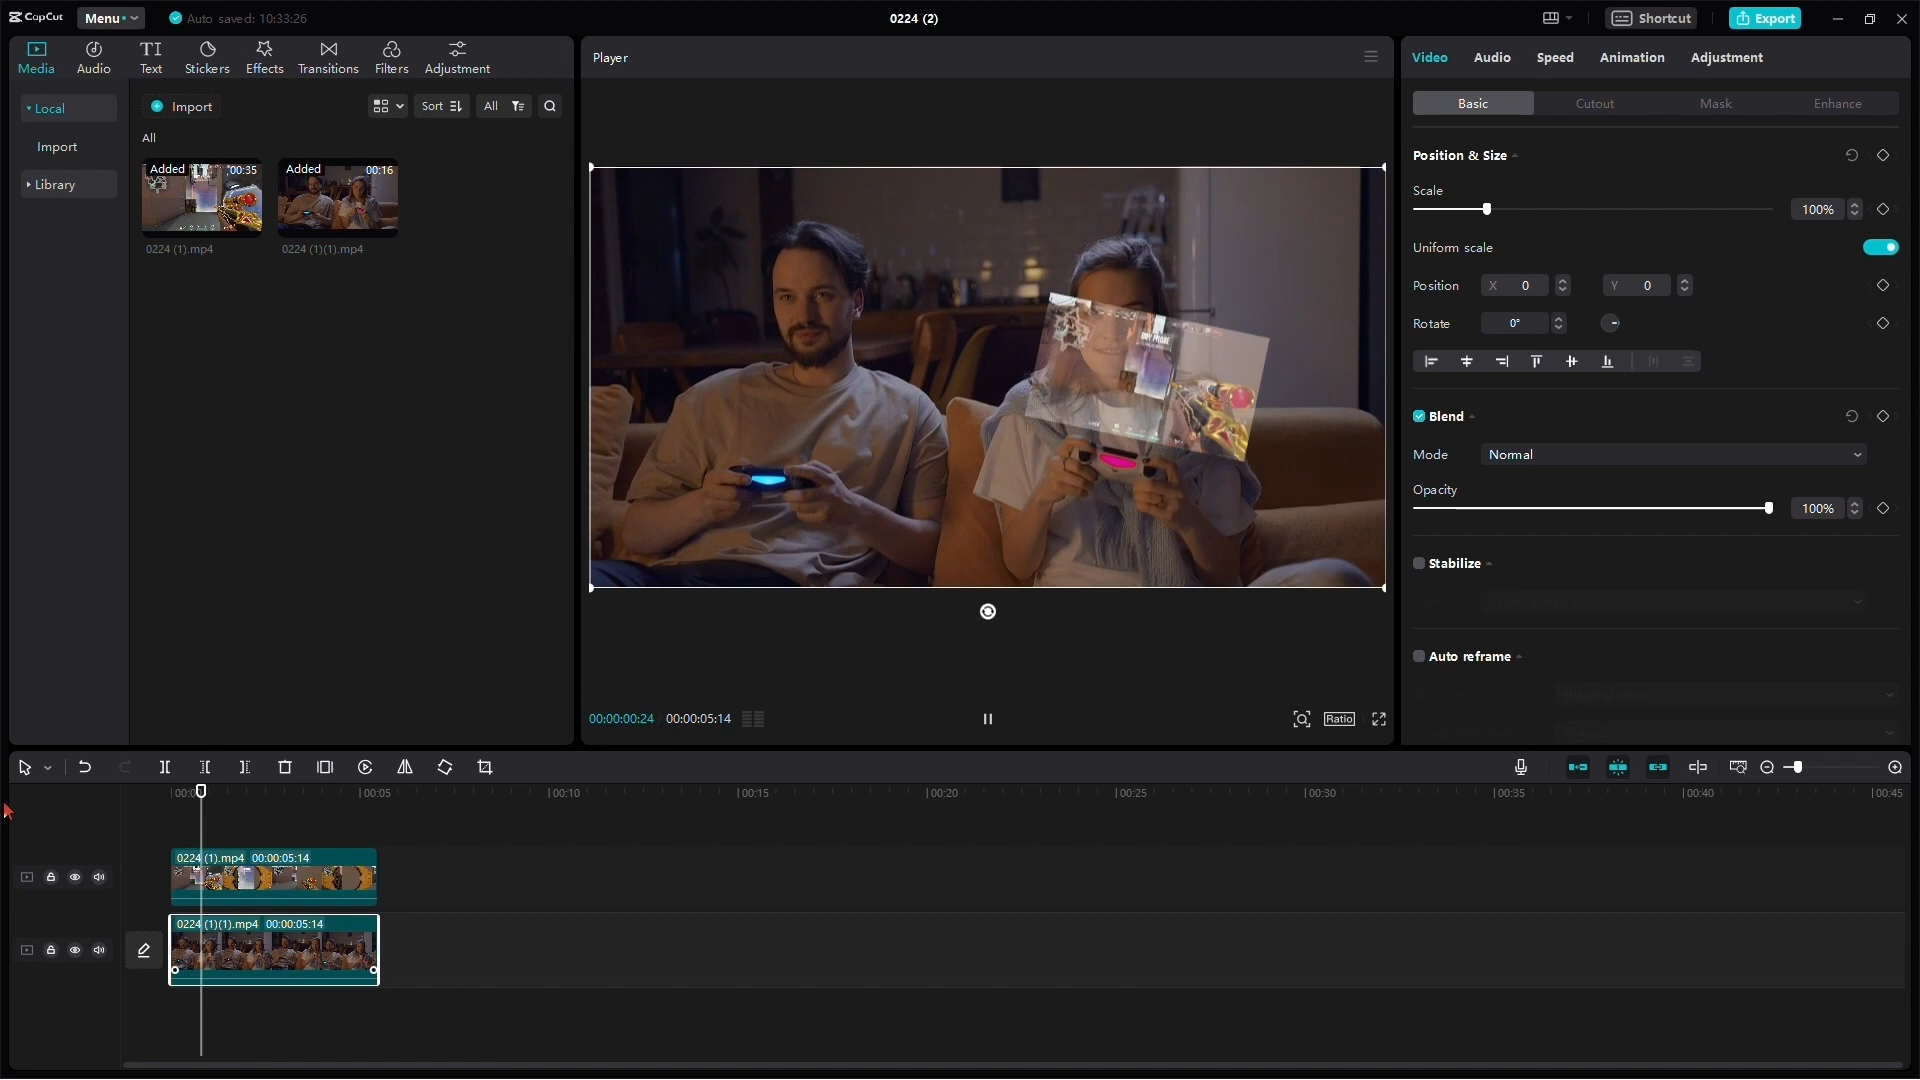 CapCut
Menu
Auto saved: 10:33:26
0224 (2)
Shortcut
Export
Media
Audio
Text
Stickers
Effects
Transitions
Filters
Adjustment
Player
Video
Audio
Speed
Animation
Adjustment
Local
Import
Library
Import
Sort
All
All
Added
00:35
0224 (1).mp4
Added
00:16
0224 (1)(1).mp4
Basic
Cutout
Mask
Enhance
Position & Size
Scale
100%
Uniform scale
Position
X 0
Y 0
Rotate
0°
Blend
Mode
Normal
Opacity
100%
Stabilize
Auto reframe
BUY PHASE
00:00:00:24
00:00:05:14
Ratio
00:05
00:10
00:15
00:20
00:25
00:30
00:35
00:40
00:45
0224 (1).mp4 00:00:05:14
0224 (1)(1).mp4 00:00:05:14